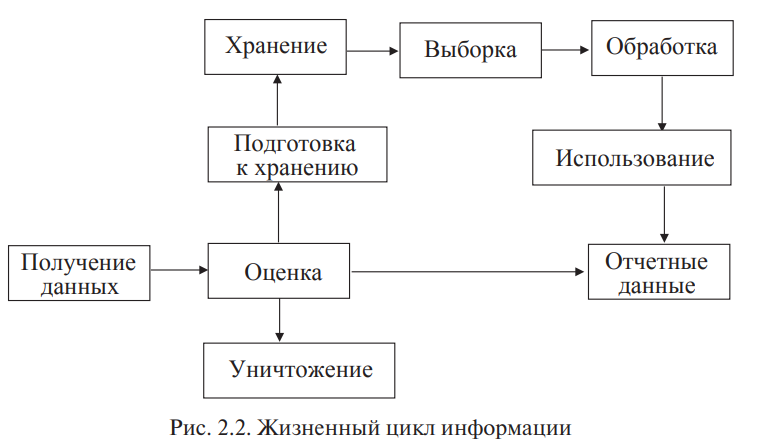 Хранение
Выборка
Обработка
Подготовка
к хранению
Использование
Получение
данных
Оценка
Отчетные
данные
Уничтожение
Рис. 2.2. Жизненный цикл информации